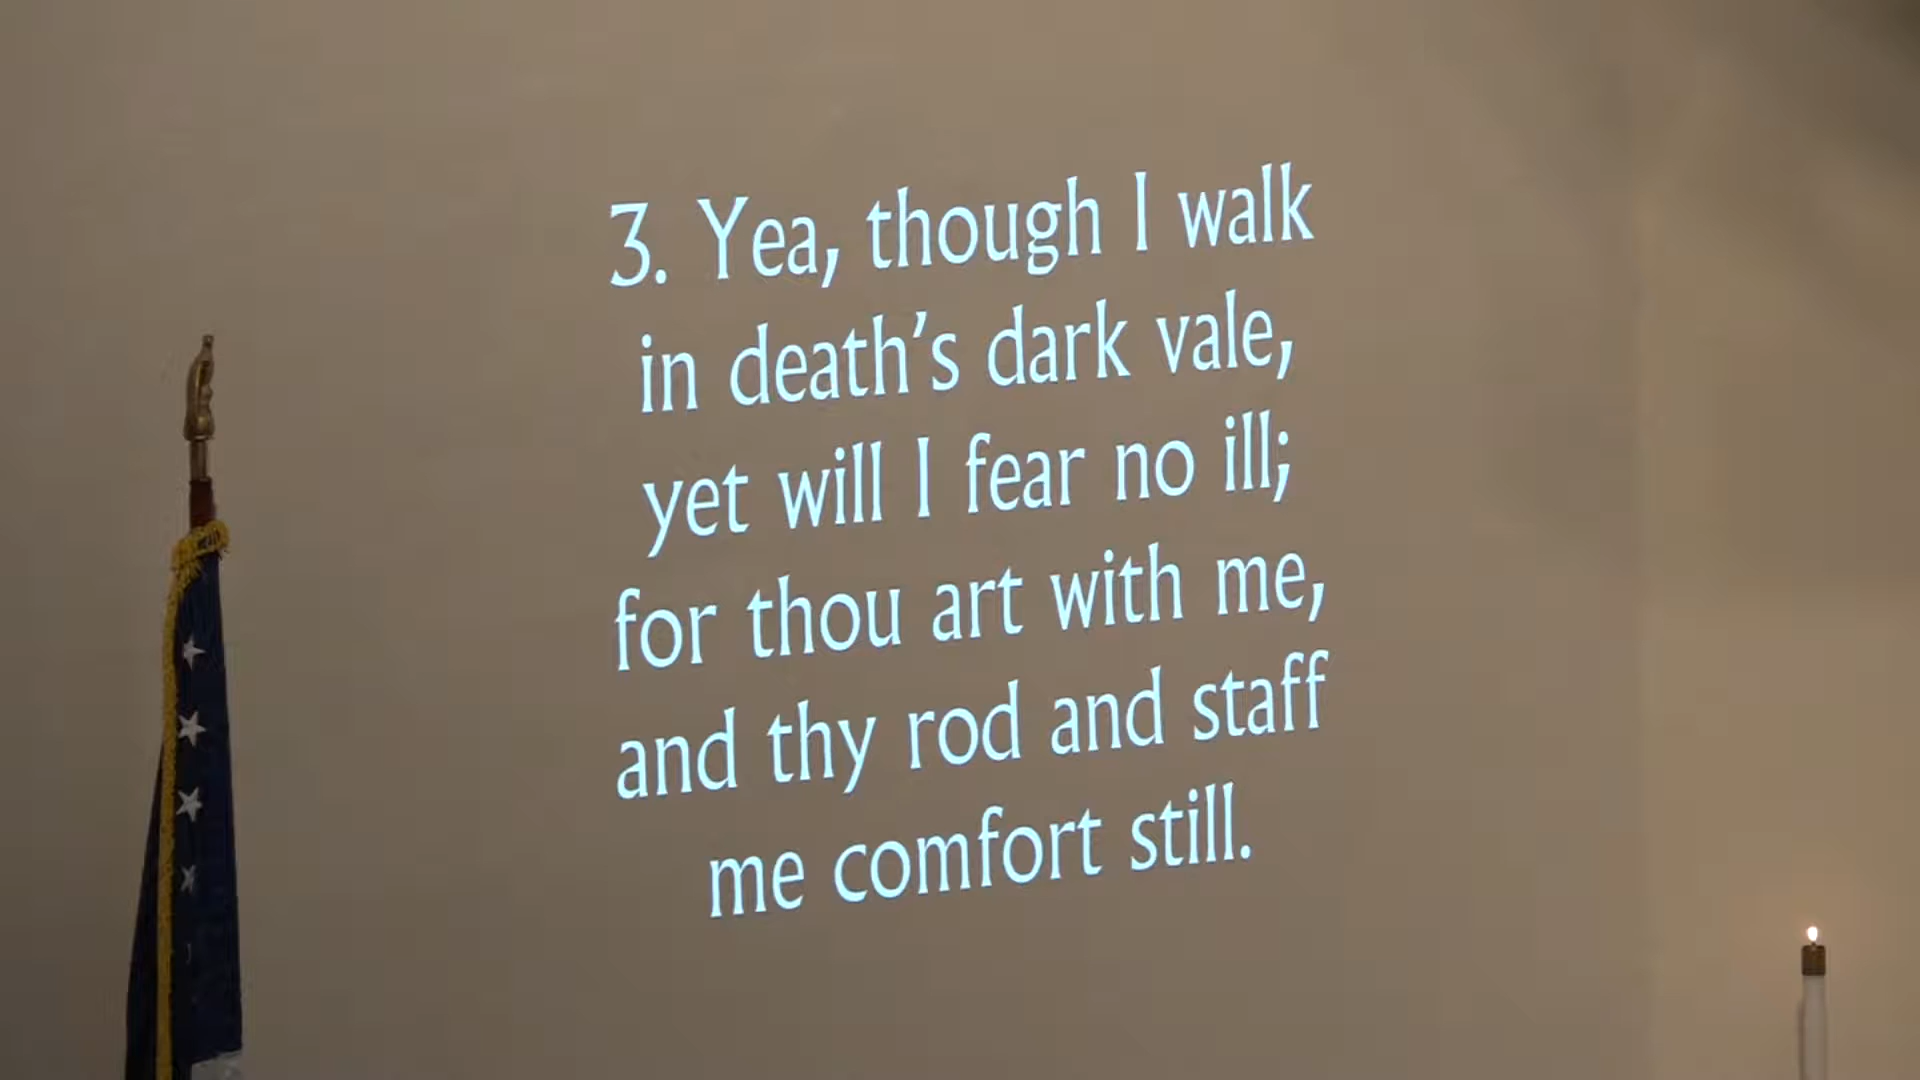 3. Yea, though I walk
in death’s dark vale,
yet will I fear no ill;
for thou art with me,
and thy rod and staff
me comfort still.